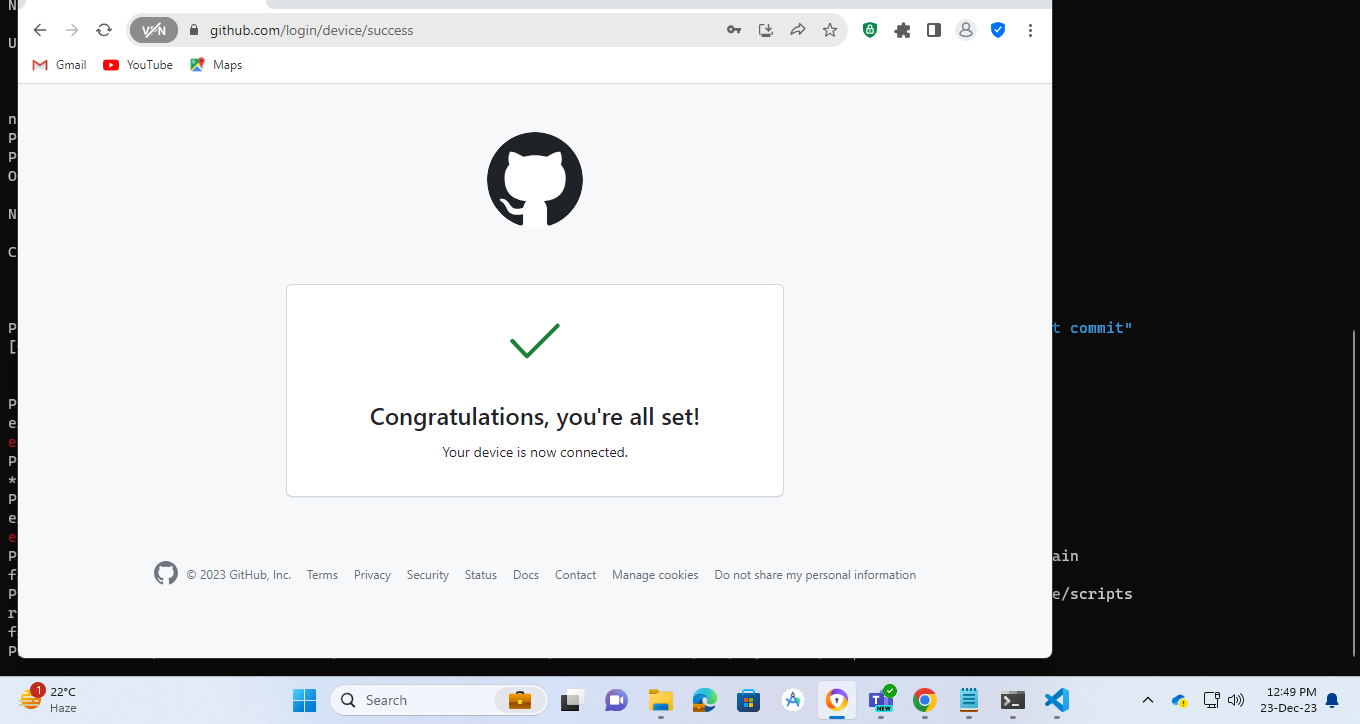 VPN
github.com/login/device/success
Gmail YouTube Maps
t commit"
Congratulations, you're all set!
Your device is now connected.
ain
© 2023 GitHub, Inc. Terms Privacy Security Status Docs Contact Manage cookies Do not share my personal information
e/scripts
1
22°C
Haze
Search
NEW
12:49 PM
23-Dec-23